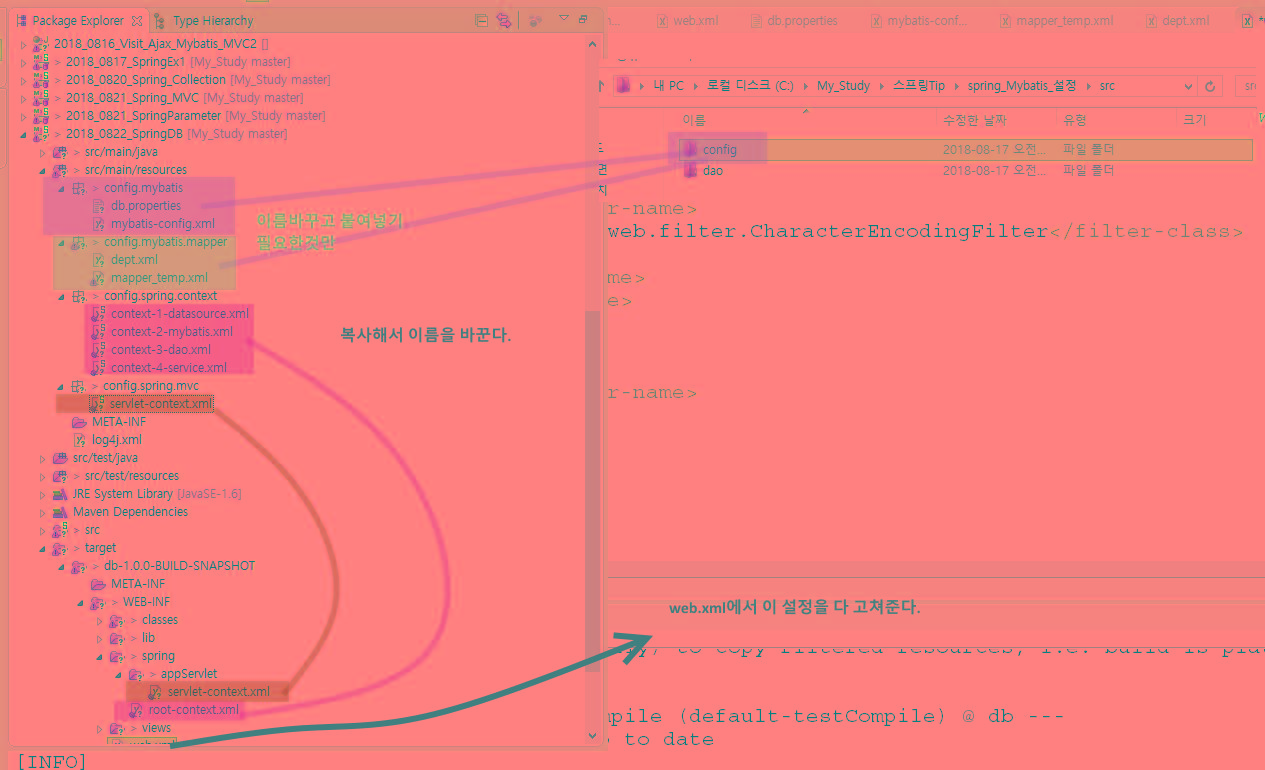 Package Explorer
Type Hierarchy
2018_0816_Visit_Ajax_Mybatis_MVC2 []
> 2018_0817_SpringEx1 [My_Study master]
> 2018_0820_Spring_Collection [My_Study master]
> 2018_0821_Spring_MVC [My_Study master]
> 2018_0821_SpringParameter [My_Study master]
> 2018_0822_SpringDB [My_Study master]
> src/main/java
> src/main/resources
> config.mybatis
db.properties
mybatis-config.xml
> config.mybatis.mapper
dept.xml
mapper_temp.xml
> config.spring.context
context-1-datasource.xml
context-2-mybatis.xml
context-3-dao.xml
context-4-service.xml
> config.spring.mvc
servlet-context.xml
META-INF
log4j.xml
src/test/java
> src/test/resources
JRE System Library [JavaSE-1.6]
Maven Dependencies
> src
> target
> db-1.0.0-BUILD-SNAPSHOT
META-INF
> WEB-INF
> classes
> lib
> spring
> appServlet
servlet-context.xml
root-context.xml
> views
web.xml
[INFO]
이름바꾸고 붙여넣기
필요한것만
복사해서 이름을 바꾼다.
web.xml
db.properties
mybatis-conf...
mapper_temp.xml
dept.xml
내 PC > 로컬 디스크 (C:) > My_Study > 스프링Tip > spring_Mybatis_설정 > src
이름
수정한 날짜
유형
크기
config
2018-08-17 오전...
파일 폴더
dao
2018-08-17 오전...
파일 폴더
r-name>
web.filter.CharacterEncodingFilter</filter-class>
me>
e>
r-name>
web.xml에서 이 설정을 다 고쳐준다.
to copy filtered resources, i.e. build is
mpile (default-testCompile) @ db ---
to date